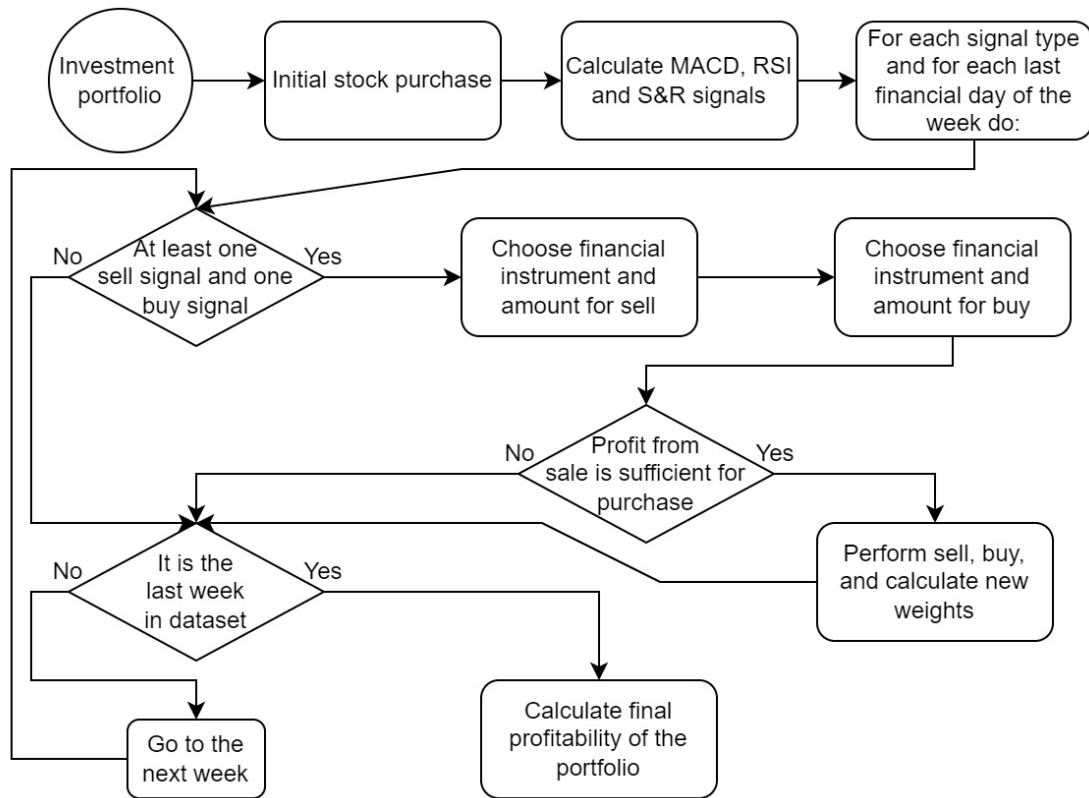 Investment
portfolio
Initial stock purchase
Calculate MACD, RSI
and S&R signals
For each signal type
and for each last
financial day of the
week do:
No
At least one
sell signal and one
buy signal
Yes
Choose financial
instrument and
amount for sell
Choose financial
instrument and
amount for buy
No
Profit from
sale is sufficient for
purchase
Yes
Perform sell, buy,
and calculate new
weights
No
It is the
last week
in dataset
Yes
Go to the
next week
Calculate final
profitability of the
portfolio